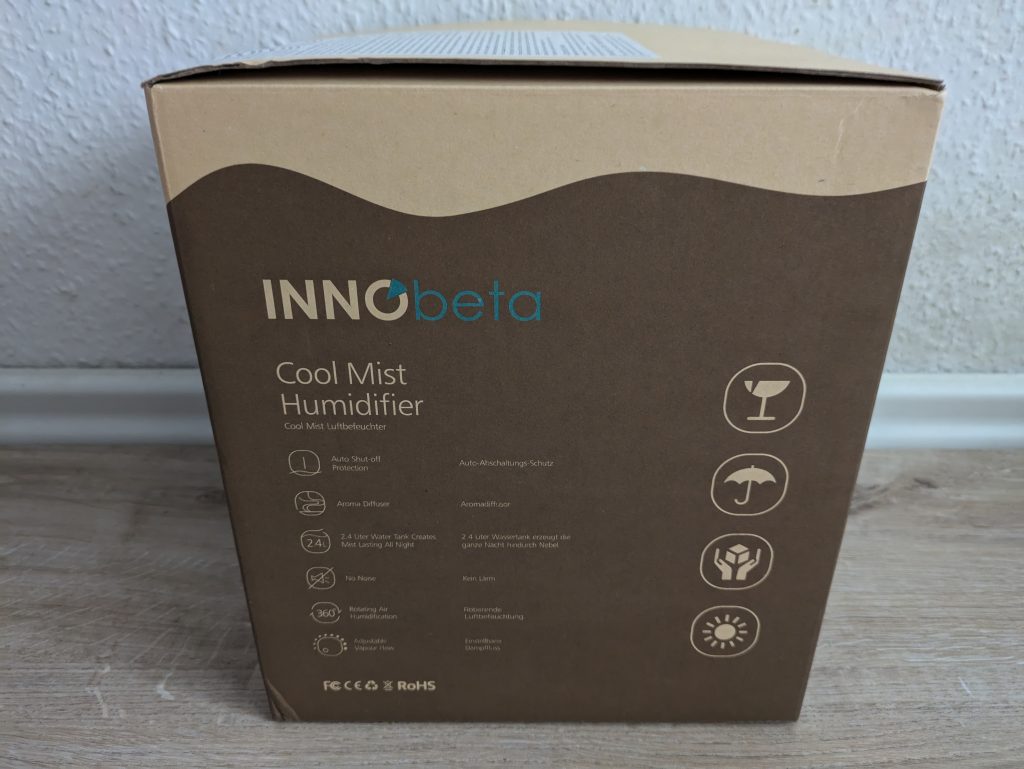 INNObeta
Cool Mist
Humidifier
Cool Mist Luftbefeuchter
Auto Shut-off
Protection
Auto-Abschaltungs-Schutz
Aroma Diffuser
Aromadiffusor
2.4L
2.4 Liter Water Tank Creates
Mist Lasting All Night
2.4 Liter Wassertank erzeugt die
ganze Nacht hindurch Nebel
No Noise
Kein Lärm
360°
Rotating Air
Humidification
Rotierende
Luftbefeuchtung
Adjustable
Vapour Flow
Einstellbare
Dampffluss
FC CE RoHS